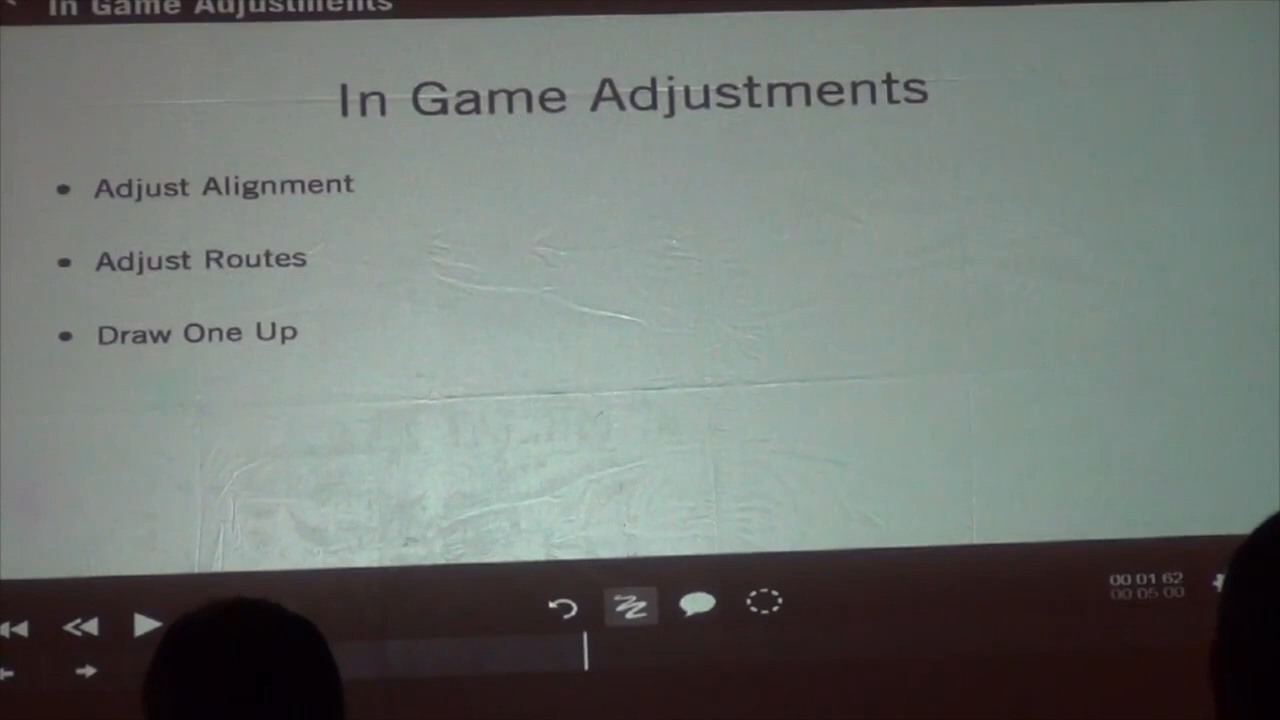 In Game Adjustments
In Game Adjustments
• Adjust Alignment
• Adjust Routes
• Draw One Up
00 01 62
00:05 00